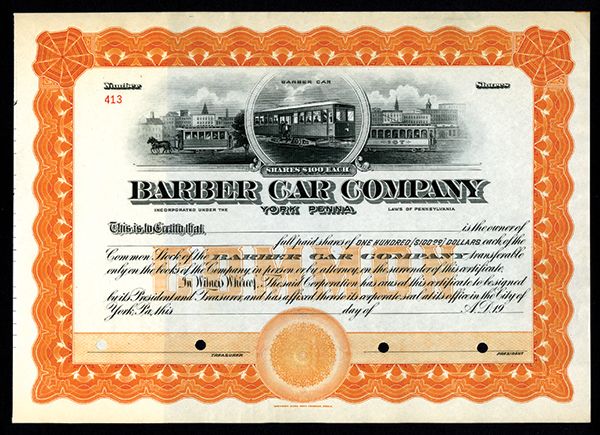 Number
BARBER CAR
Shares
413
107
SHARES $100 EACH
BARBER CAR COMPANY
INCORPORATED UNDER THE YORK PENNA. LAWS OF PENNSYLVANIA
This is to Certify that is the owner of
full paid shares of ONE HUNDRED ($100.00) DOLLARS each of the
Common Stock of the BARBER CAR COMPANY transferable
only on the books of the Company, in person or by attorney, on the surrender of this certificate.
In Witness Whereof, The said Corporation has caused this certificate to be signed
by its President and Treasurer, and has affixed hereto its corporate seal at its office in the City of
York, Pa., this day of A.D. 19
TREASURER PRESIDENT